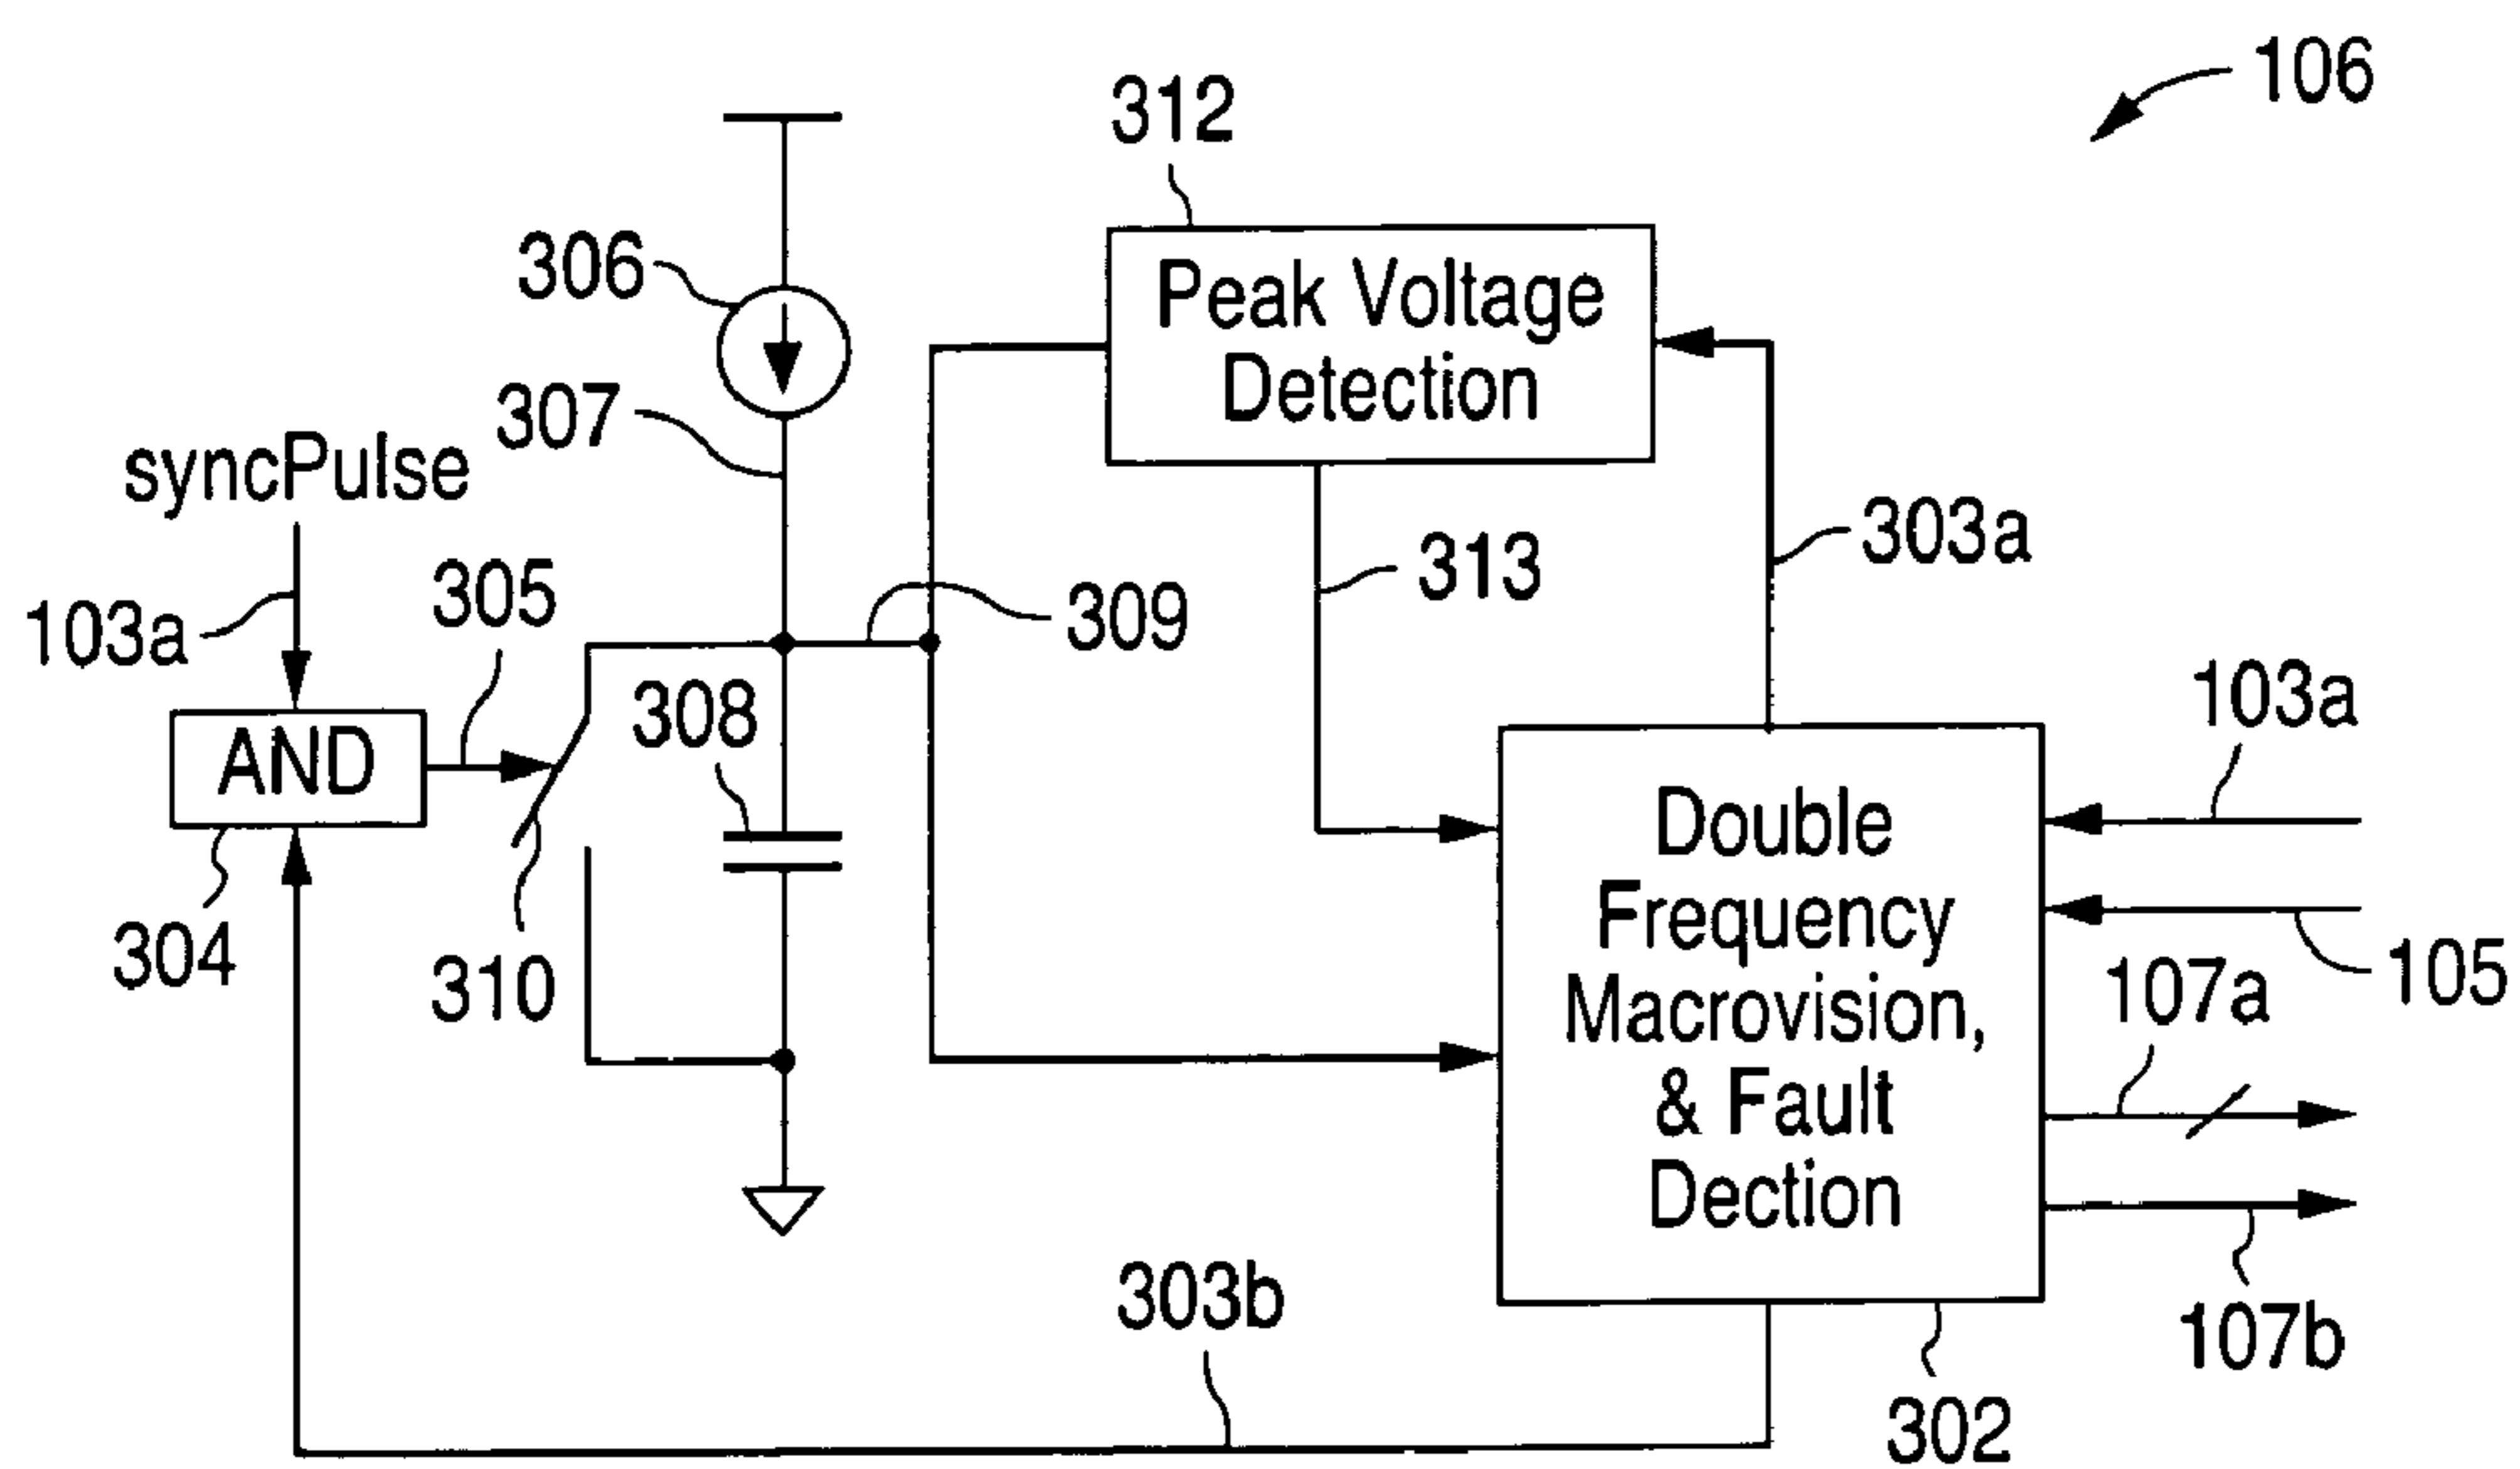 106
312
306
Peak Voltage
Detection
307
syncPulse
303a
313
305
309
103a
103a
308
AND
Double
Frequency
Macrovision,
& Fault
Dection
105
107a
304
310
303b
107b
302